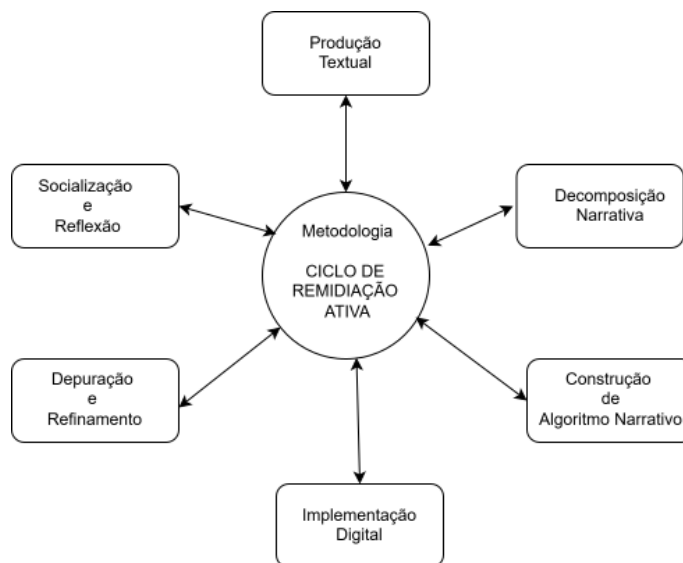 Produção
Textual
Socialização
e
Reflexão
Decomposição
Narrativa
Metodologia
CICLO DE
REMIDIAÇÃO
ATIVA
Depuração
e
Refinamento
Construção
de
Algoritmo Narrativo
Implementação
Digital